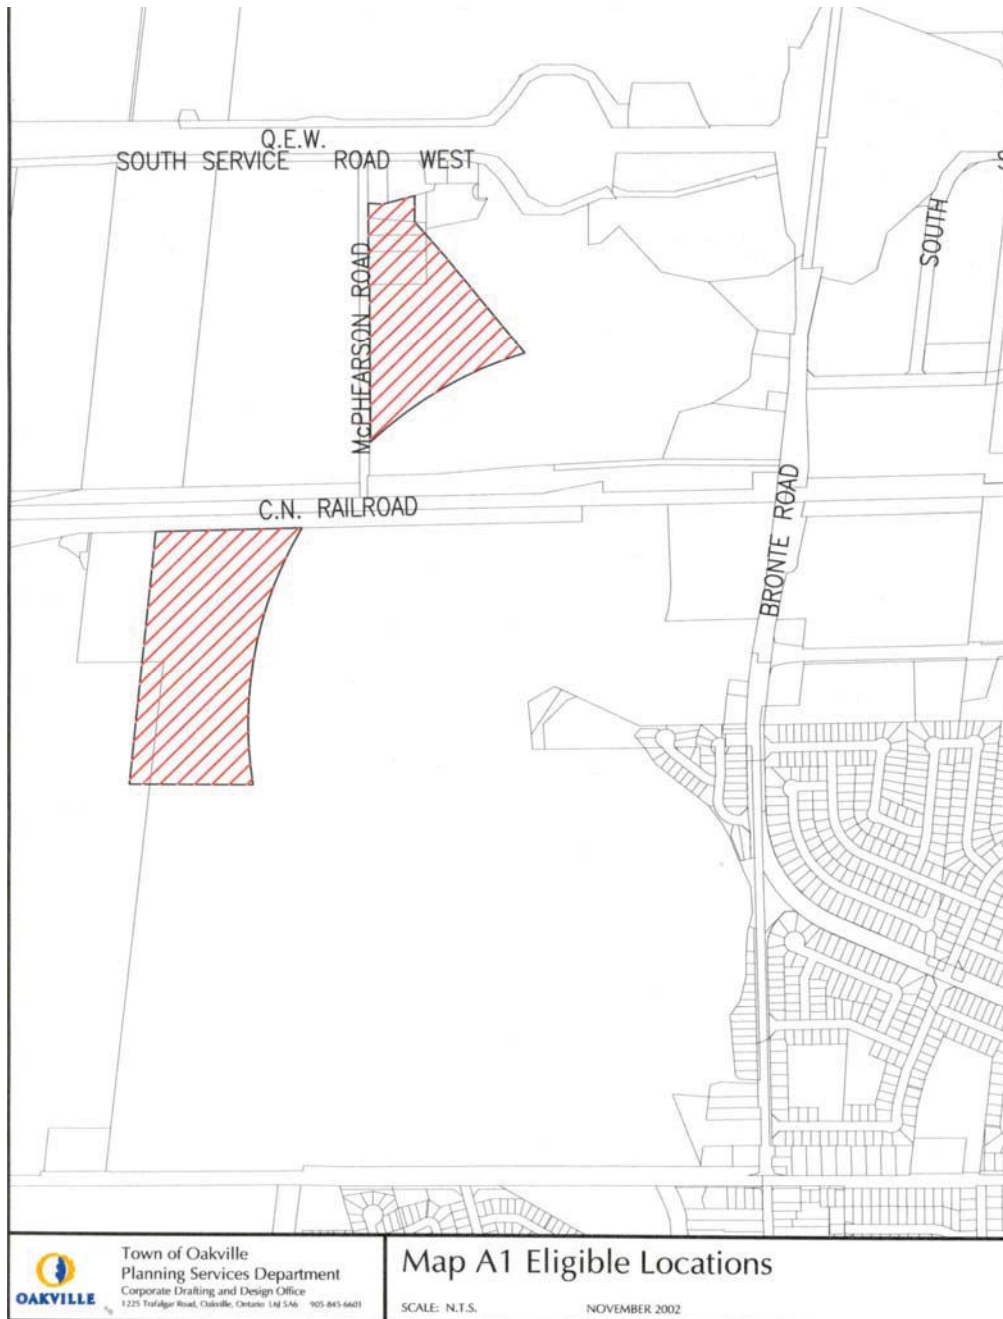 Q.E.W.
SOUTH SERVICE ROAD WEST
S
SOUTH
McPHEARSON ROAD
C.N. RAILROAD
BRONTE ROAD
OAKVILLE
Town of Oakville
Planning Services Department
Corporate Drafting and Design Office
1225 Trafalgar Road, Oakville, Ontario L6J 5A6 905-845-6601
Map A1 Eligible Locations
SCALE: N.T.S. NOVEMBER 2002